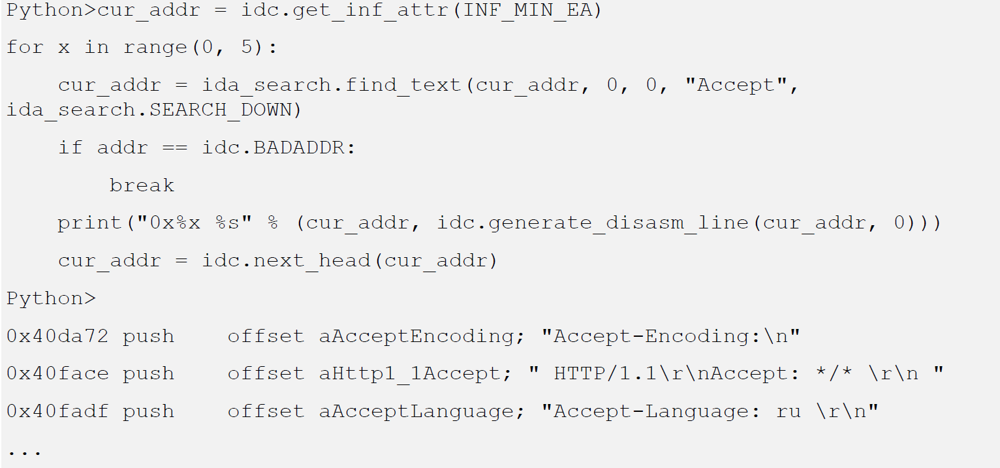 Python>cur_addr = idc.get_inf_attr(INF_MIN_EA)
for x in range(0, 5):
    cur_addr = ida_search.find_text(cur_addr, 0, 0, "Accept",
ida_search.SEARCH_DOWN)
    if addr == idc.BADADDR:
        break
    print("0x%x %s" % (cur_addr, idc.generate_disasm_line(cur_addr, 0)))
    cur_addr = idc.next_head(cur_addr)
Python>
0x40da72 push    offset aAcceptEncoding; "Accept-Encoding:\n"
0x40face push    offset aHttp1_1Accept; " HTTP/1.1\r\nAccept: */* \r\n "
0x40fadf push    offset aAcceptLanguage; "Accept-Language: ru \r\n"
...